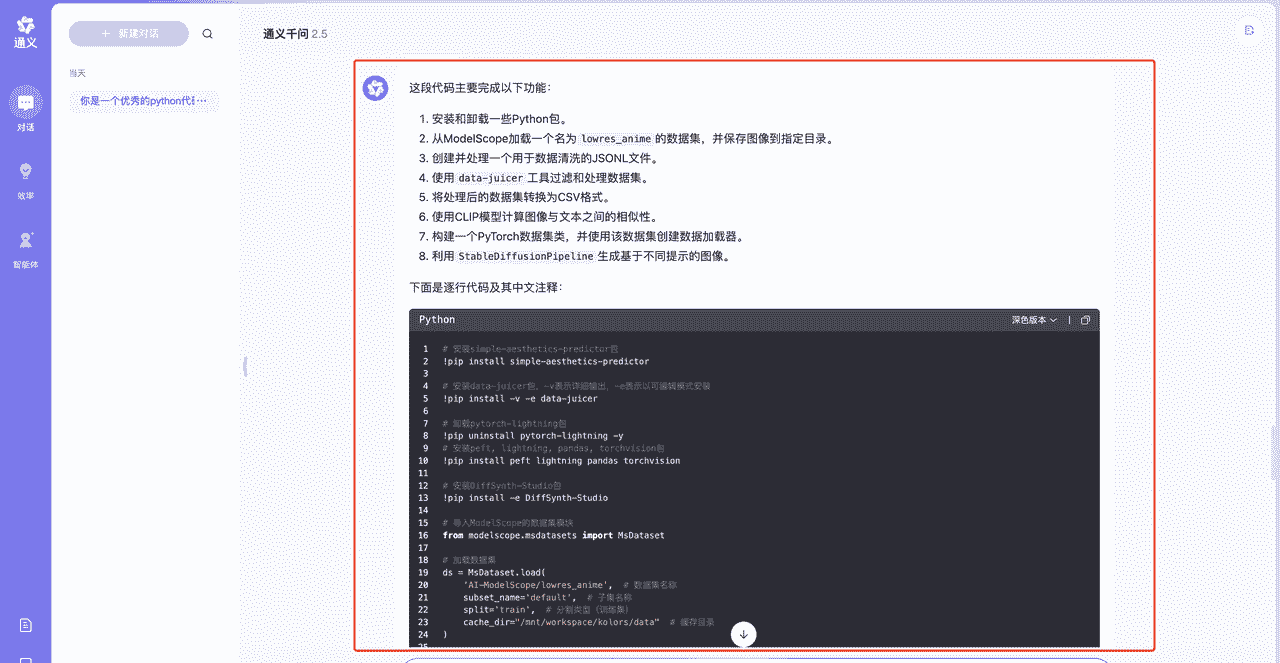 通义
+ 新建对话
当天
你是一个优秀的python代码···
对话
效率
智能体
通义千问 2.5
这段代码主要完成以下功能：
1. 安装和卸载一些Python包。
2. 从ModelScope加载一个名为 lowres_anime 的数据集，并保存图像到指定目录。
3. 创建并处理一个用于数据清洗的JSONL文件。
4. 使用 data-juicer 工具过滤和处理数据集。
5. 将处理后的数据集转换为CSV格式。
6. 使用CLIP模型计算图像与文本之间的相似性。
7. 构建一个PyTorch数据集类，并使用该数据集创建数据加载器。
8. 利用 StableDiffusionPipeline 生成基于不同提示的图像。
下面是逐行代码及其中文注释：
Python
深色版本
1 # 安装simple-aesthetics-predictor包
2 !pip install simple-aesthetics-predictor
3
4 # 安装data-juicer包，-v表示详细输出，-e表示以可编辑模式安装
5 !pip install -v -e data-juicer
6
7 # 卸载pytorch-lightning包
8 !pip uninstall pytorch-lightning -y
9 # 安装peft, lightning, pandas, torchvision包
10 !pip install peft lightning pandas torchvision
11
12 # 安装DiffSynth-Studio包
13 !pip install -e DiffSynth-Studio
14
15 # 导入ModelScope的数据集模块
16 from modelscope.msdatasets import MsDataset
17
18 # 加载数据集
19 ds = MsDataset.load(
20 'AI-ModelScope/lowres_anime', # 数据集名称
21 subset_name='default', # 子集名称
22 split='train', # 分割类型（训练集）
23 cache_dir="/mnt/workspace/kolors/data" # 缓存目录
24 )
25